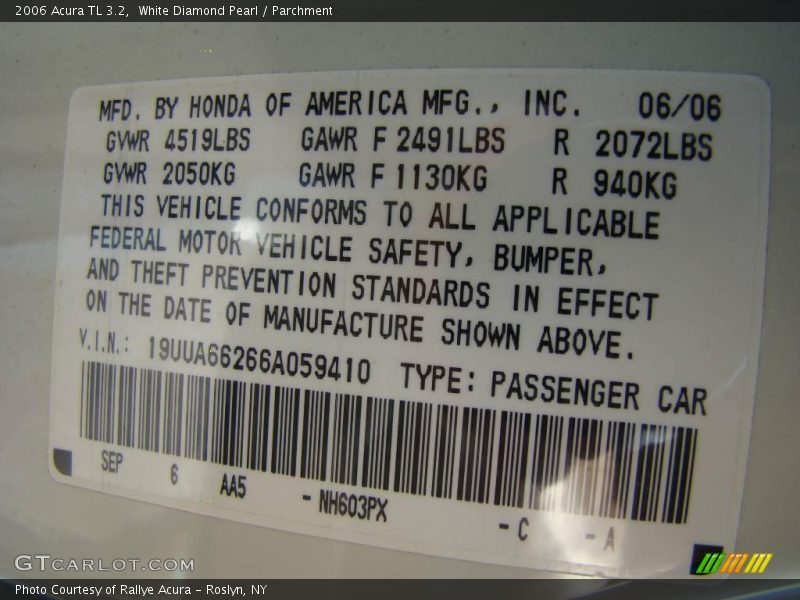 2006 Acura TL 3.2,  White Diamond Pearl / Parchment
MFD. BY HONDA OF AMERICA MFG., INC. 06/06
GVWR 4519LBS GAWR F 2491LBS R 2072LBS
GVWR 2050KG GAWR F 1130KG R 940KG
THIS VEHICLE CONFORMS TO ALL APPLICABLE
FEDERAL MOTOR VEHICLE SAFETY, BUMPER,
AND THEFT PREVENTION STANDARDS IN EFFECT
ON THE DATE OF MANUFACTURE SHOWN ABOVE.
V.I.N.: 19UUA66266A059410 TYPE: PASSENGER CAR
SEP 6 AA5 - NH603PX - C - A
GTCARLOT.COM
Photo Courtesy of Rallye Acura – Roslyn, NY